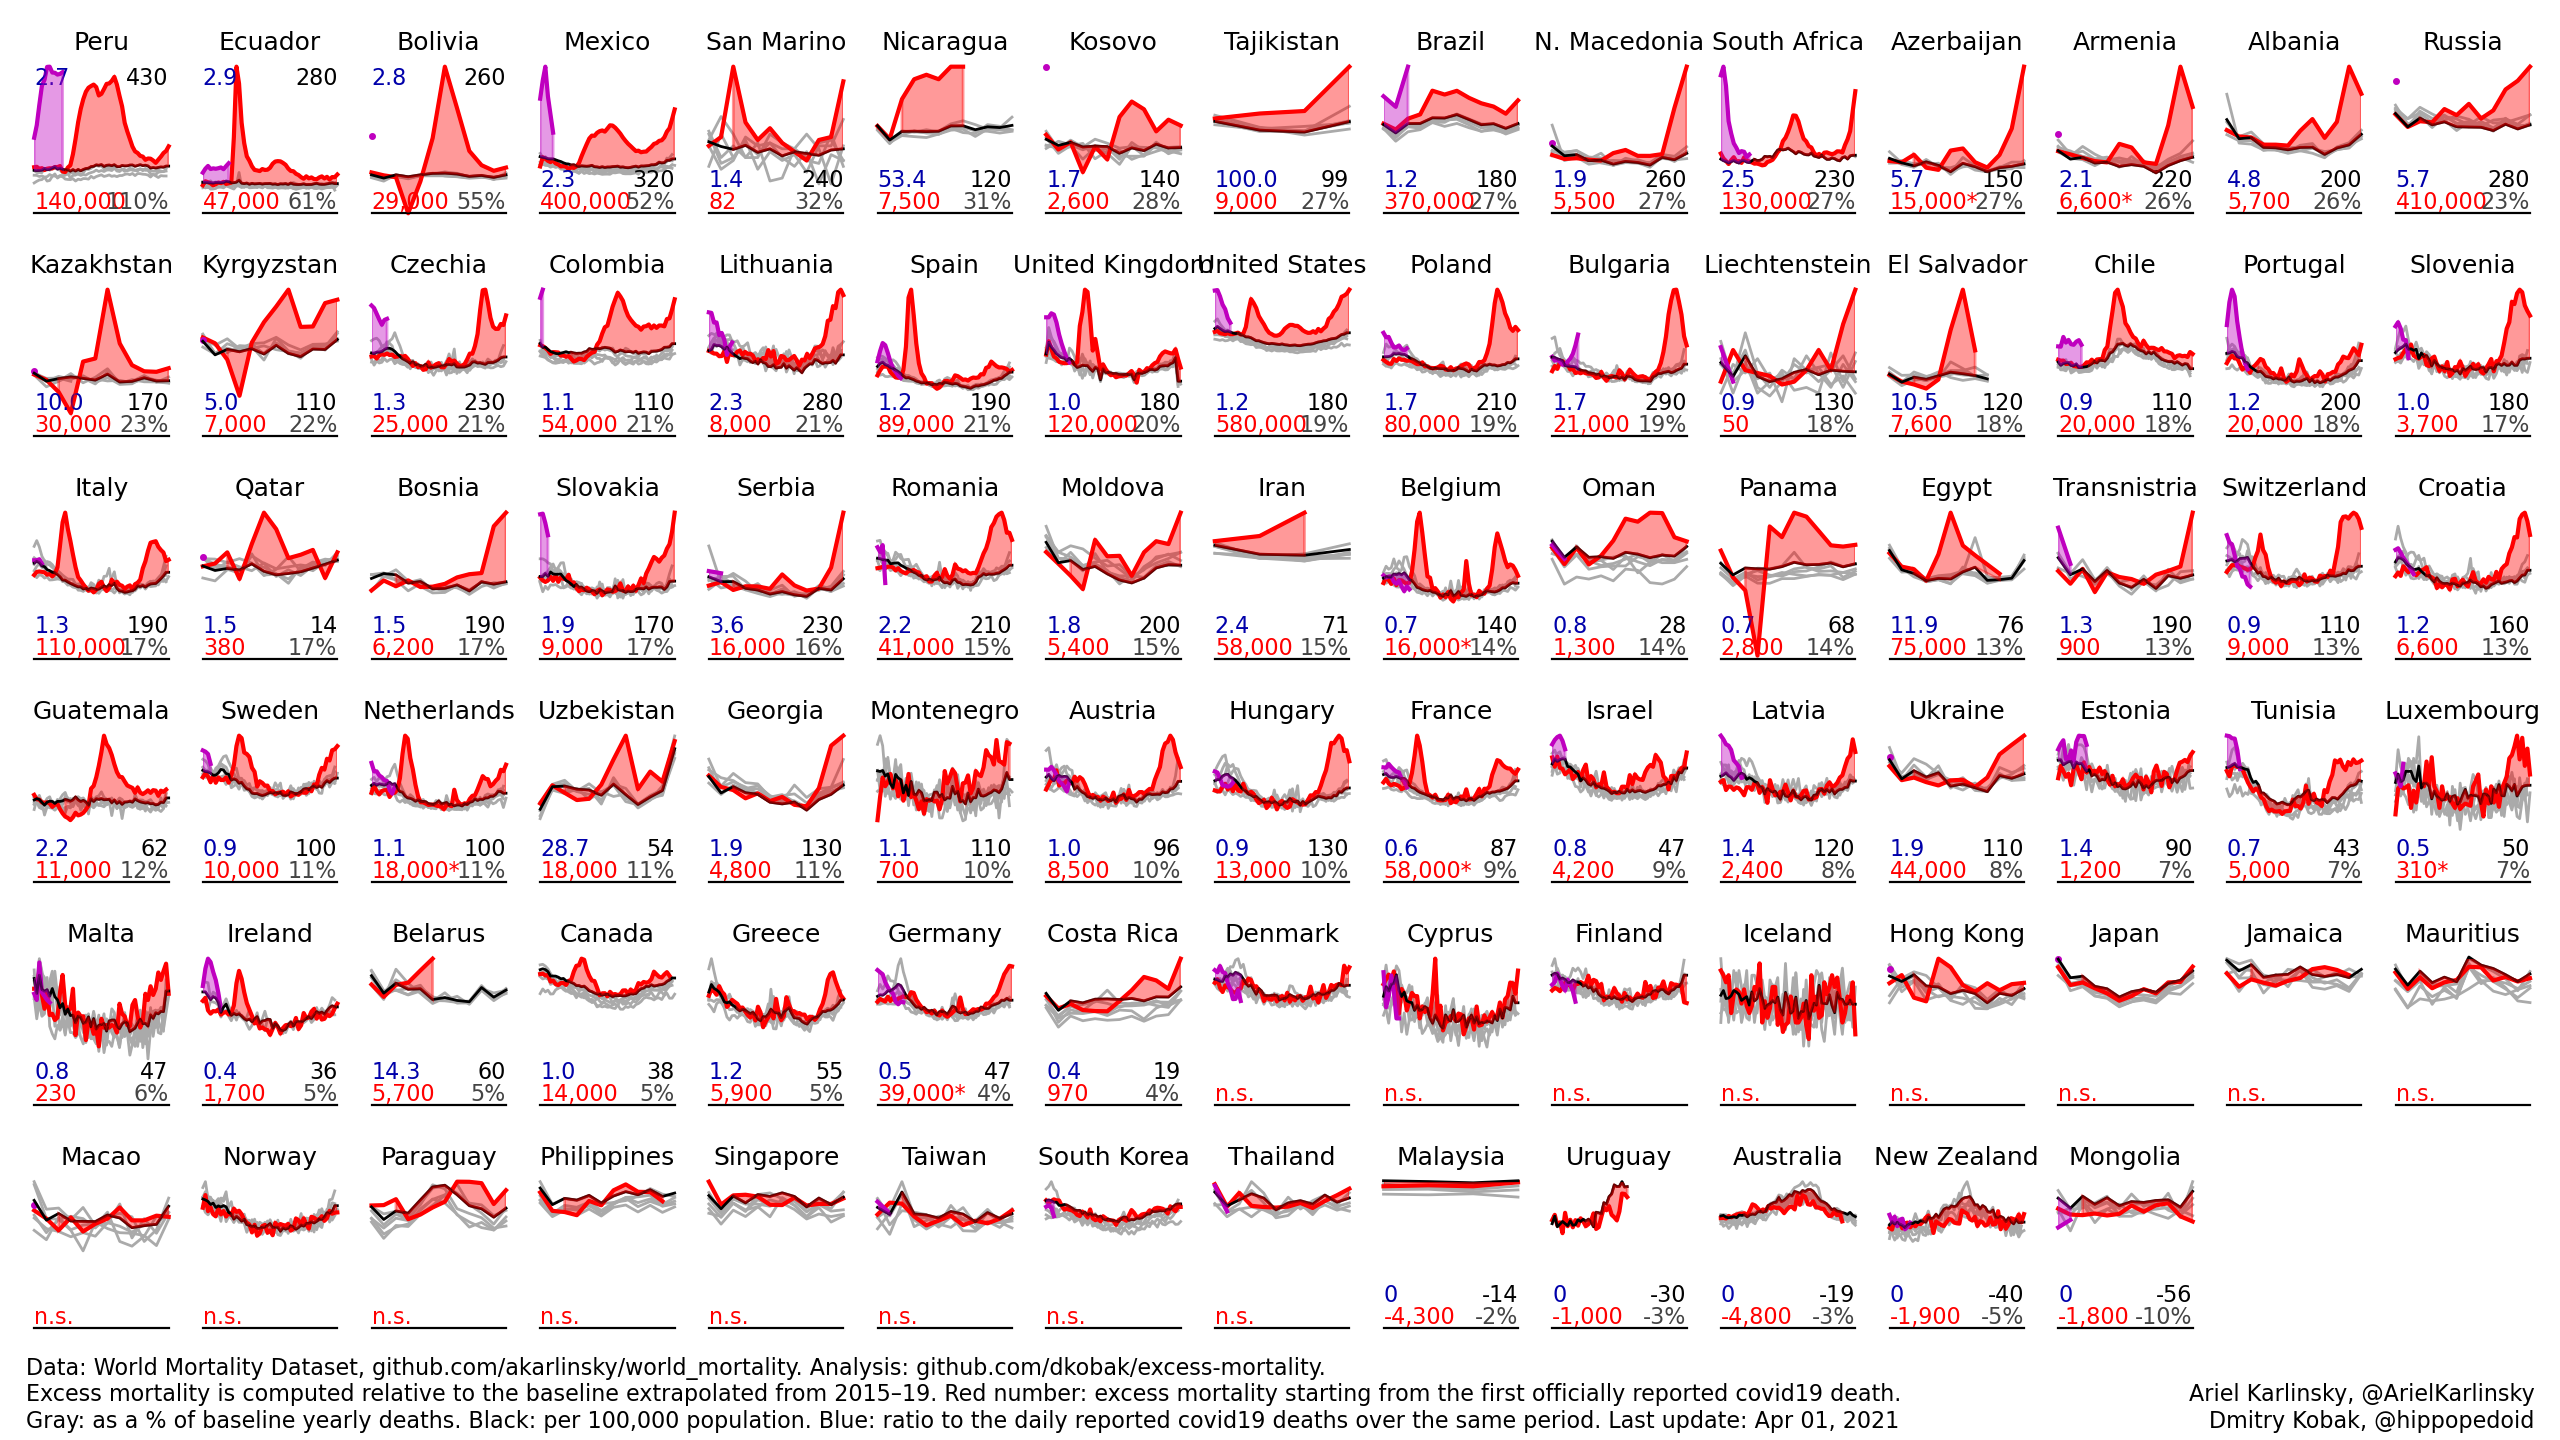 Peru Ecuador Bolivia Mexico San Marino Nicaragua Kosovo Tajikistan Brazil N. Macedonia South Africa Azerbaijan Armenia Albania Russia
2.7 430 2.9 280 2.8 260
2.3 320 1.4 240 53.4 120 1.7 140 100.0 99 1.2 180 1.9 260 2.5 230 5.7 150 2.1 220 4.8 200 5.7 280
140,000 110% 47,000 61% 29,000 55% 400,000 52% 82 32% 7,500 31% 2,600 28% 9,000 27% 370,000 27% 5,500 27% 130,000 27% 15,000* 27% 6,600* 26% 5,700 26% 410,000 23%
Kazakhstan Kyrgyzstan Czechia Colombia Lithuania Spain United Kingdom United States Poland Bulgaria Liechtenstein El Salvador Chile Portugal Slovenia
10.0 170 5.0 110 1.3 230 1.1 110 2.3 280 1.2 190 1.0 180 1.2 180 1.7 210 1.7 290 0.9 130 10.5 120 0.9 110 1.2 200 1.0 180
30,000 23% 7,000 22% 25,000 21% 54,000 21% 8,000 21% 89,000 21% 120,000 20% 580,000 19% 80,000 19% 21,000 19% 50 18% 7,600 18% 20,000 18% 20,000 18% 3,700 17%
Italy Qatar Bosnia Slovakia Serbia Romania Moldova Iran Belgium Oman Panama Egypt Transnistria Switzerland Croatia
1.3 190 1.5 14 1.5 190 1.9 170 3.6 230 2.2 210 1.8 200 2.4 71 0.7 140 0.8 28 0.7 68 11.9 76 1.3 190 0.9 110 1.2 160
110,000 17% 380 17% 6,200 17% 9,000 17% 16,000 16% 41,000 15% 5,400 15% 58,000 15% 16,000* 14% 1,300 14% 2,800 14% 75,000 13% 900 13% 9,000 13% 6,600 13%
Guatemala Sweden Netherlands Uzbekistan Georgia Montenegro Austria Hungary France Israel Latvia Ukraine Estonia Tunisia Luxembourg
2.2 62 0.9 100 1.1 100 28.7 54 1.9 130 1.1 110 1.0 96 0.9 130 0.6 87 0.8 47 1.4 120 1.9 110 1.4 90 0.7 43 0.5 50
11,000 12% 10,000 11% 18,000* 11% 18,000 11% 4,800 11% 700 10% 8,500 10% 13,000 10% 58,000* 9% 4,200 9% 2,400 8% 44,000 8% 1,200 7% 5,000 7% 310* 7%
Malta Ireland Belarus Canada Greece Germany Costa Rica Denmark Cyprus Finland Iceland Hong Kong Japan Jamaica Mauritius
0.8 47 0.4 36 14.3 60 1.0 38 1.2 55 0.5 47 0.4 19
230 6% 1,700 5% 5,700 5% 14,000 5% 5,900 5% 39,000* 4% 970 4% n.s. n.s. n.s. n.s. n.s. n.s. n.s. n.s.
Macao Norway Paraguay Philippines Singapore Taiwan South Korea Thailand Malaysia Uruguay Australia New Zealand Mongolia
0 -14 0 -30 0 -19 0 -40 0 -56
n.s. n.s. n.s. n.s. n.s. n.s. n.s. n.s. -4,300 -2% -1,000 -3% -4,800 -3% -1,900 -5% -1,800 -10%
Data: World Mortality Dataset, github.com/akarlinsky/world_mortality. Analysis: github.com/dkobak/excess-mortality.
Excess mortality is computed relative to the baseline extrapolated from 2015–19. Red number: excess mortality starting from the first officially reported covid19 death.
Gray: as a % of baseline yearly deaths. Black: per 100,000 population. Blue: ratio to the daily reported covid19 deaths over the same period. Last update: Apr 01, 2021
Ariel Karlinsky, @ArielKarlinsky
Dmitry Kobak, @hippopedoid